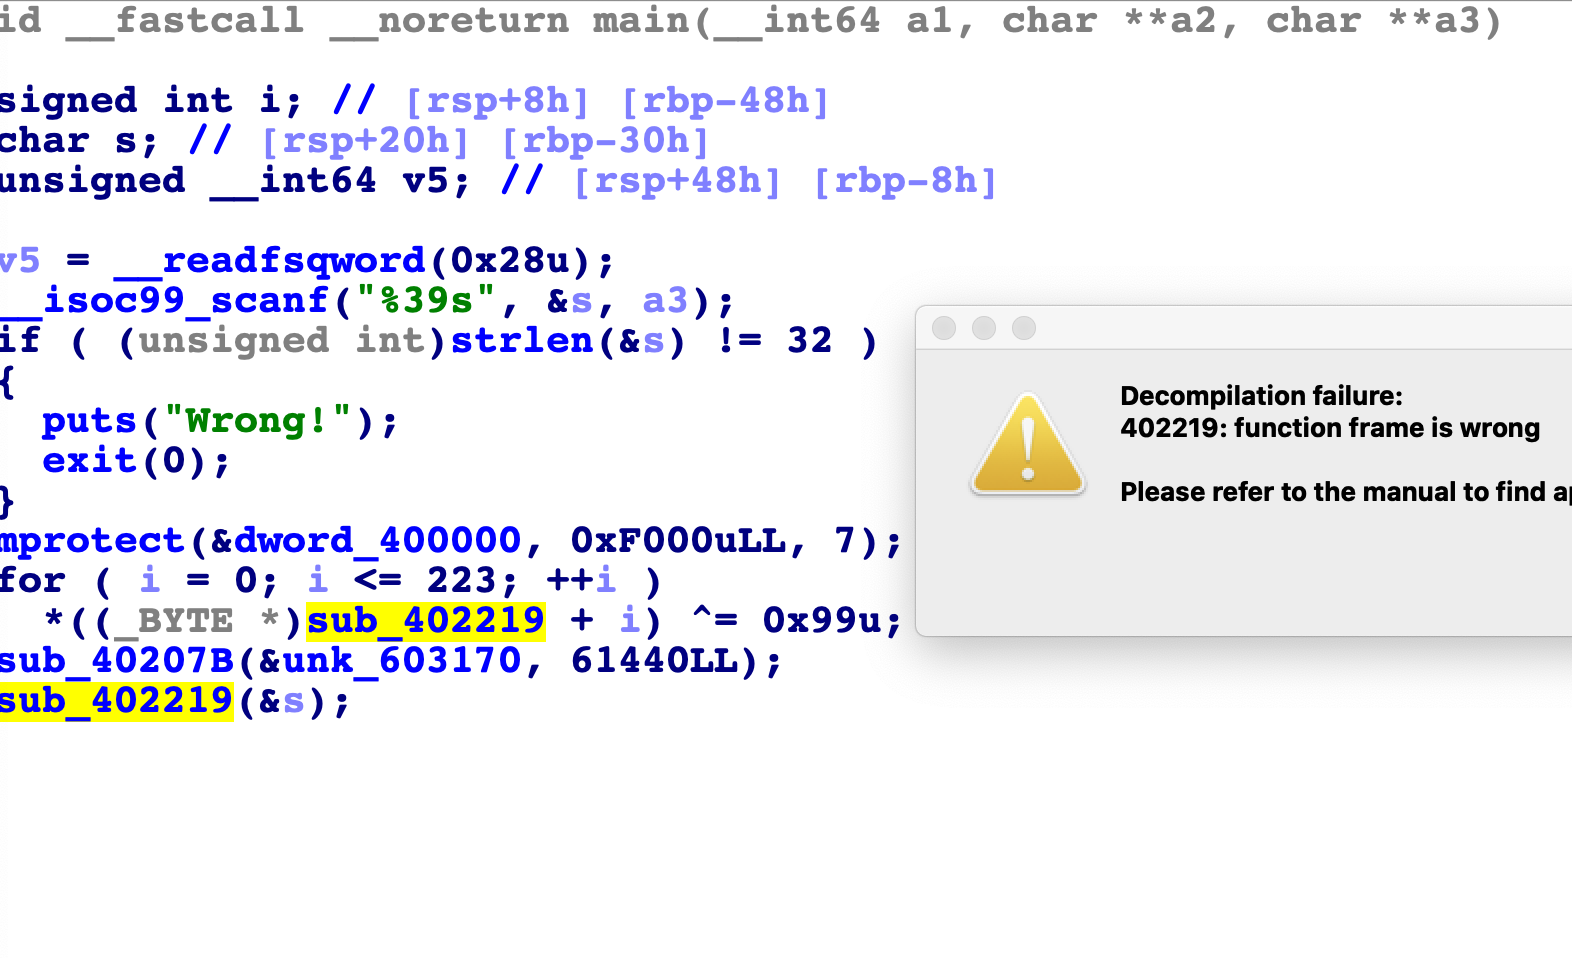 id __fastcall __noreturn main(__int64 a1, char **a2, char **a3)
signed int i; // [rsp+8h] [rbp-48h]
char s; // [rsp+20h] [rbp-30h]
unsigned __int64 v5; // [rsp+48h] [rbp-8h]
v5 = __readfsqword(0x28u);
__isoc99_scanf("%39s", &s, a3);
if ( (unsigned int)strlen(&s) != 32 )
{
puts("Wrong!");
exit(0);
}
mprotect(&dword_400000, 0xF000uLL, 7);
for ( i = 0; i <= 223; ++i )
*((_BYTE *)sub_402219 + i) ^= 0x99u;
sub_40207B(&unk_603170, 61440LL);
sub_402219(&s);
Decompilation failure:
402219: function frame is wrong
Please refer to the manual to find ap